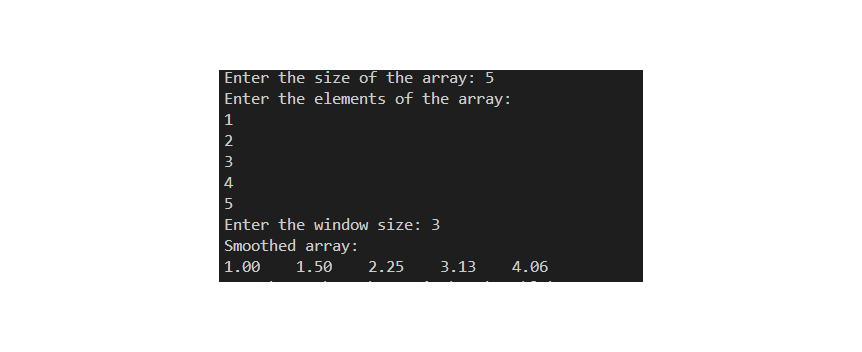 Enter the size of the array: 5
Enter the elements of the array:
1
2
3
4
5
Enter the window size: 3
Smoothed array:
1.00 1.50 2.25 3.13 4.06